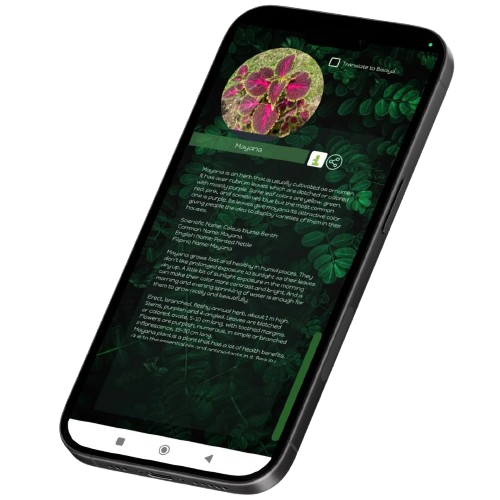 Translate to Bisaya
Mayana
Mayana is an herb that is usually cultivated as ornamental.
It has over rubrum leaves which are blotched or colored
with mostly purple. Some leaf colors are yellow, green,
red, pink, and sometimes blue but the most common
one is purple. Its leaves give mayana its attractive color
giving people the idea to display varieties of them in their
houses.
Scientific Name: Coleus blume Benth
Common Name: Mayana
English Name: Painted Nettle
Filipino Name: Mayana
Mayana grows fast and healthy in humid places. They
don't like prolonged exposure to sunlight as their leaves
dry up. A little bit of sunlight exposure in the morning
can make their color more contrast and bright. And a
morning and evening sprinkling of water is enough for
them to grow nicely and beautifully.
Erect, branched, fleshy annual herb, about 1 m high.
Stems, purplish and 4-angled. Leaves are blotched
or colored, ovate, 5-10 cm long, with toothed margins.
Flowers are purplish, numerous, in simple or branched
inflorescence, 15-30 cm long.
Mayana plant is a plant that has a lot of health benefits.